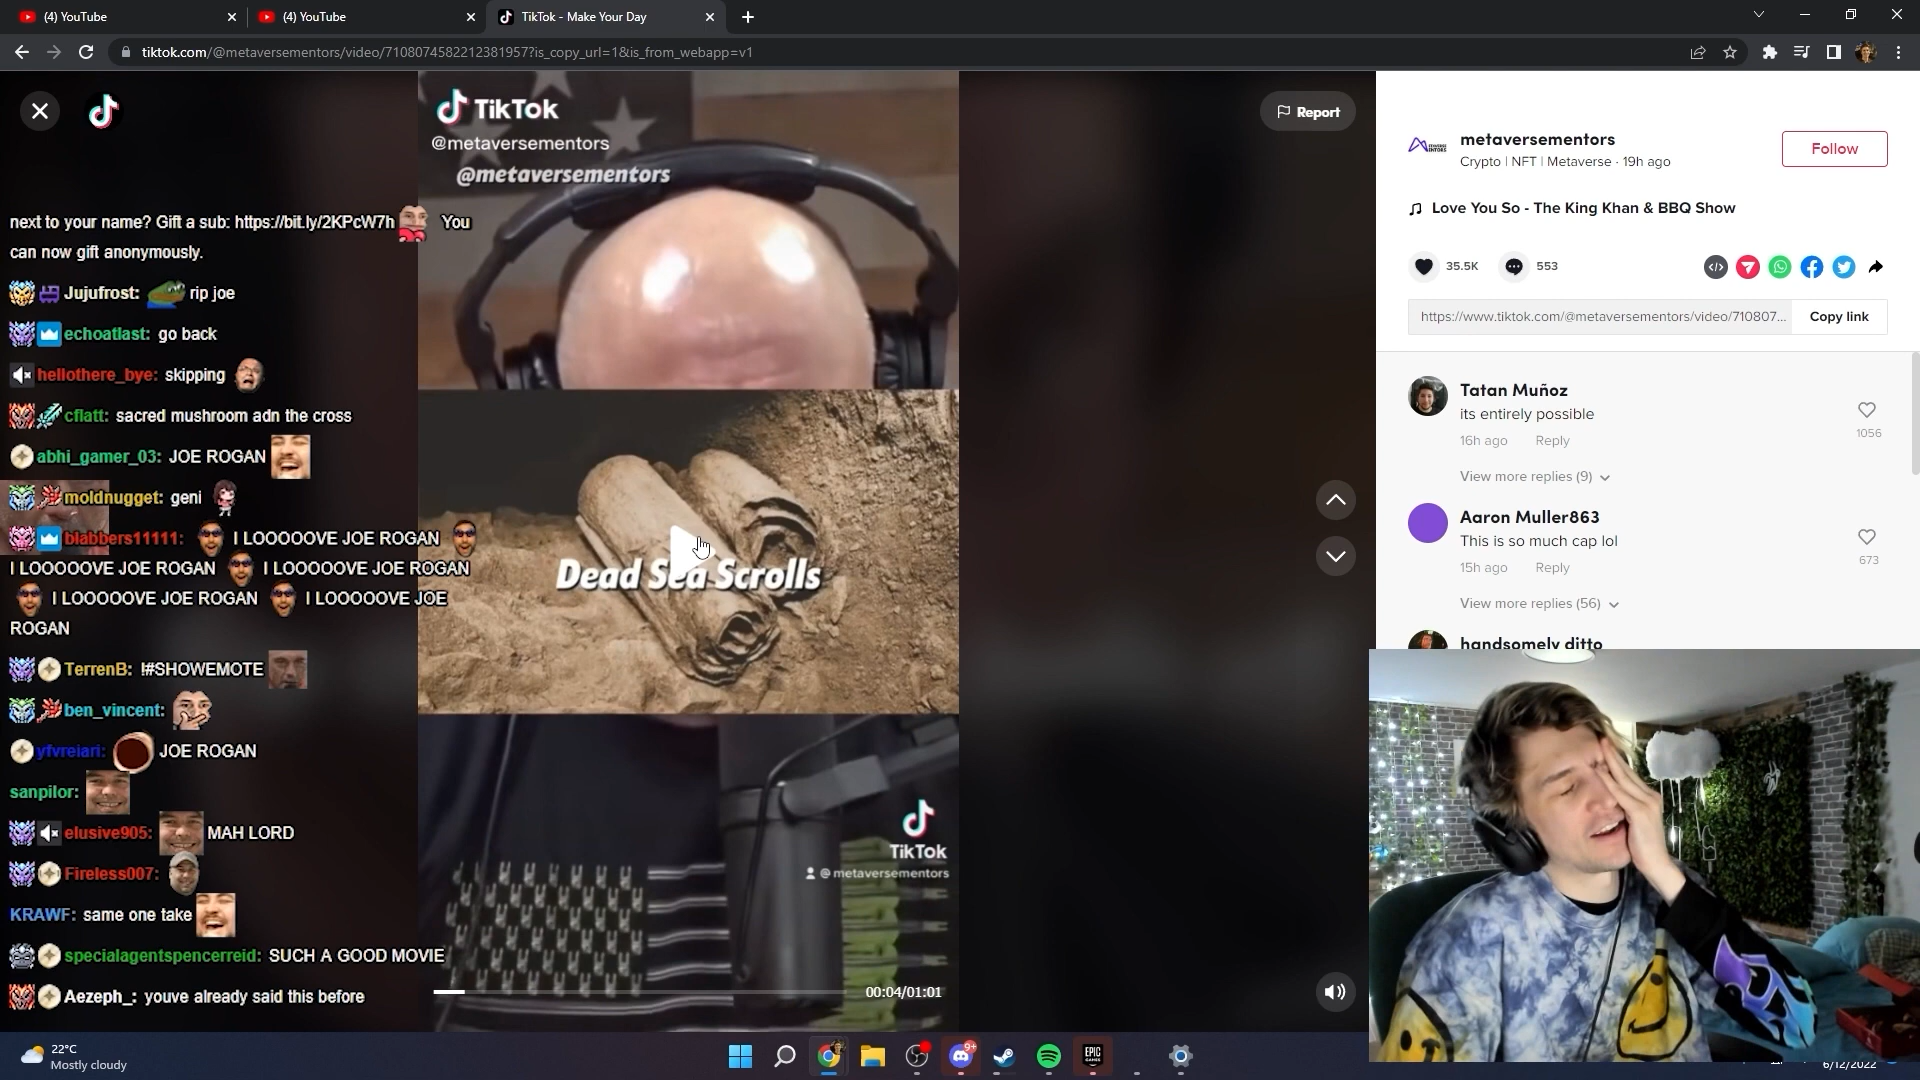 (4) YouTube
(4) YouTube
TikTok - Make Your Day
tiktok.com/@metaversementors/video/7108074582212381957?is_copy_url=1&is_from_webapp=v1
TikTok
@metaversementors
@metaversementors
Report
next to your name? Gift a sub: https://bit.ly/2KPcW7h You
can now gift anonymously.
Jujufrost: rip joe
echoatlast: go back
hellothere_bye: skipping
cflatt: sacred mushroom adn the cross
abhi_gamer_03: JOE ROGAN
moldnugget: geni
blabbers11111: I LOOOOOVE JOE ROGAN
I LOOOOOVE JOE ROGAN I LOOOOOVE JOE ROGAN
I LOOOOOVE JOE ROGAN I LOOOOOVE JOE
ROGAN
TerrenB: !#SHOWEMOTE
ben_vincent:
yfvreiari: JOE ROGAN
sanpilor:
elusive905: MAH LORD
Fireless007:
KRAWF: same one take
specialagentspencerreid: SUCH A GOOD MOVIE
Aezeph_: youve already said this before
Dead Sea Scrolls
TikTok
@metaversementors
00:04/01:01
metaversementors
Crypto | NFT | Metaverse · 19h ago
Follow
Love You So - The King Khan & BBQ Show
35.5K
553
https://www.tiktok.com/@metaversementors/video/710807...
Copy link
Tatan Muñoz
its entirely possible
1056
16h ago Reply
View more replies (9)
Aaron Muller863
This is so much cap lol
673
15h ago Reply
View more replies (56)
handsomely ditto
22°C
Mostly cloudy
9+
EPIC
GAMES
6/12/2022